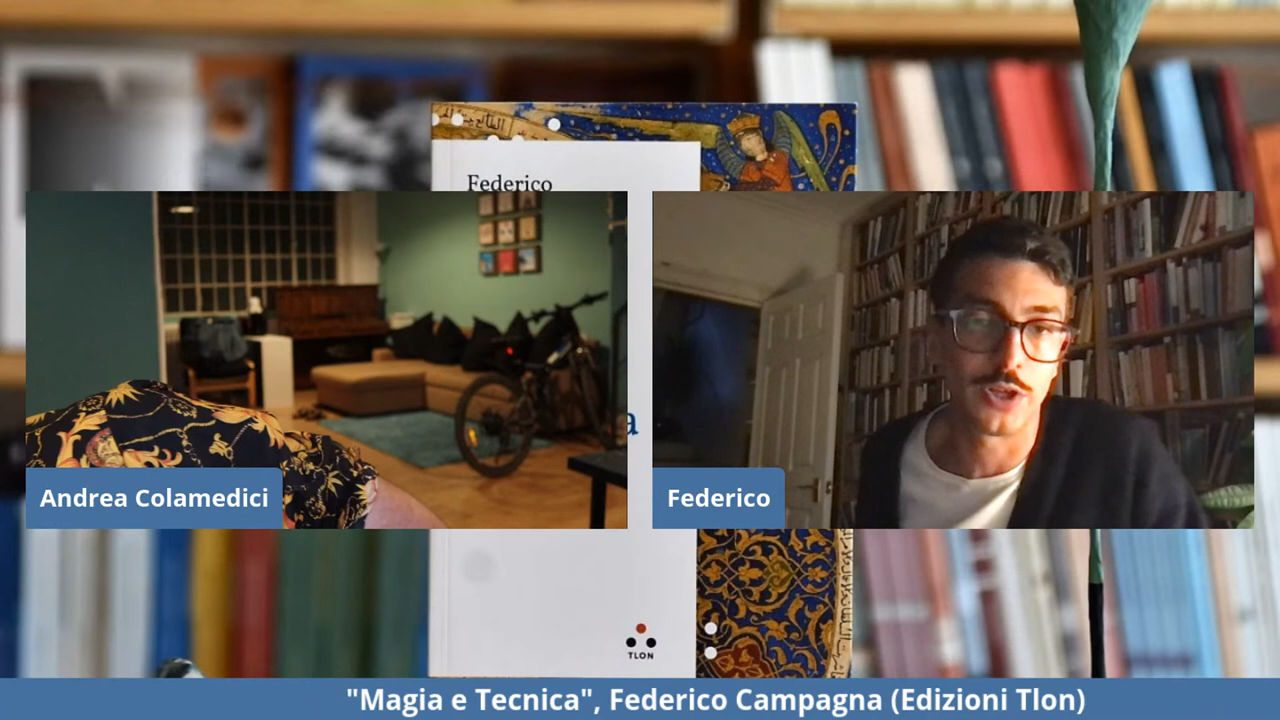 Federico
a
Andrea Colamedici
Federico
TLON
"Magia e Tecnica", Federico Campagna (Edizioni Tlon)